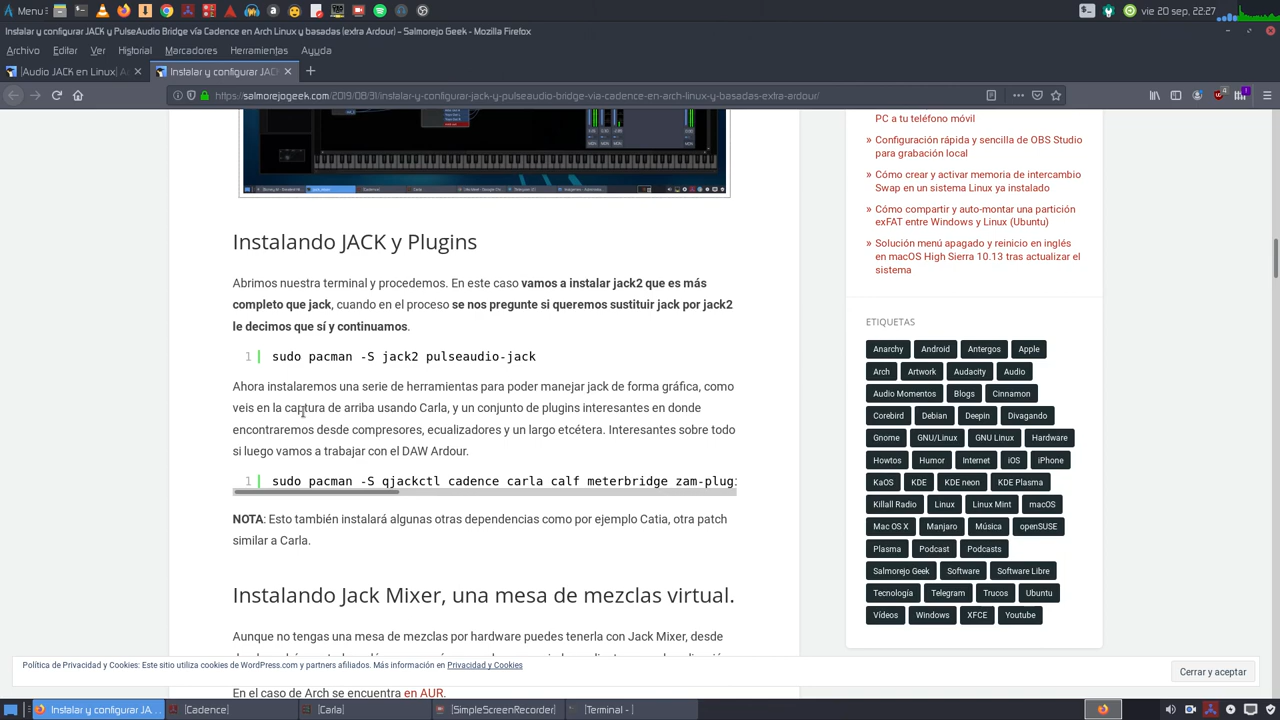 Menu
vie 20 sep, 22:27
Instalar y configurar JACK y PulseAudio Bridge vía Cadence en Arch Linux y basadas (extra Ardour) – Salmorejo Geek - Mozilla Firefox
Archivo Editar Ver Historial Marcadores Herramientas Ayuda
[Audio JACK en Linux] A
Instalar y configurar JAC
https://salmorejogeek.com/2019/08/31/instalar-y-configurar-jack-y-pulseaudio-bridge-via-cadence-en-arch-linux-y-basadas-extra-ardour/
Instalando JACK y Plugins
Abrimos nuestra terminal y procedemos. En este caso vamos a instalar jack2 que es más
completo que jack, cuando en el proceso se nos pregunte si queremos sustituir jack por jack2
le decimos que sí y continuamos.
1 sudo pacman -S jack2 pulseaudio-jack
Ahora instalaremos una serie de herramientas para poder manejar jack de forma gráfica, como
veis en la captura de arriba usando Carla, y un conjunto de plugins interesantes en donde
encontramos desde compresores, ecualizadores y un largo etcétera. Interesantes sobre todo
si luego vamos a trabajar con el DAW Ardour.
1 sudo pacman -S qjackctl cadence carla calf meterbridge zam-plugi
NOTA: Esto también instalará algunas otras dependencias como por ejemplo Catia, otra patch
similar a Carla.
Instalando Jack Mixer, una mesa de mezclas virtual.
Aunque no tengas una mesa de mezclas por hardware puedes tenerla con Jack Mixer, desde
En el caso de Arch se encuentra en AUR.
PC a tu teléfono móvil
» Configuración rápida y sencilla de OBS Studio
para grabación local
» Cómo crear y activar memoria de intercambio
Swap en un sistema Linux ya instalado
» Cómo compartir y auto-montar una partición
exFAT entre Windows y Linux (Ubuntu)
» Solución menú apagado y reinicio en inglés
en macOS High Sierra 10.13 tras actualizar el
sistema
ETIQUETAS
Anarchy Android Antergos Apple
Arch Artwork Audacity Audio
Audio Momentos Blogs Cinnamon
Corebird Debian Deepin Divagando
Gnome GNU/Linux GNU Linux Hardware
Howtos Humor Internet iOS iPhone
KaOS KDE KDE neon KDE Plasma
Killall Radio Linux Linux Mint macOS
Mac OS X Manjaro Música openSUSE
Plasma Podcast Podcasts
Salmorejo Geek Software Software Libre
Tecnología Telegram Trucos Ubuntu
Vídeos Windows XFCE Youtube
Política de Privacidad y Cookies: Este sitio utiliza cookies de WordPress.com y partners afiliados. Más información en Privacidad y Cookies
Cerrar y aceptar
Instalar y configurar JA... [Cadence] [Carla] [SimpleScreenRecorder] [Terminal - ]